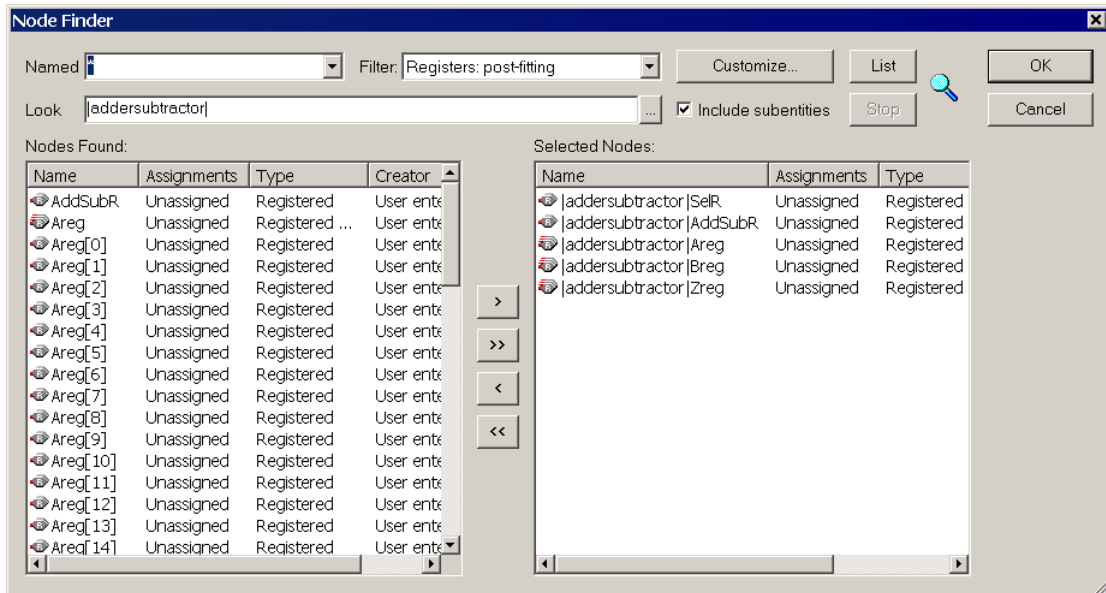 Node Finder
Named * Filter: Registers: post-fitting Customize... List OK
Look |addersubtractor| ... Include subentities Stop Cancel
Nodes Found: Selected Nodes:
Name Assignments Type Creator Name Assignments Type
AddSubR Unassigned Registered User ente |addersubtractor|SelR Unassigned Registered
Areg Unassigned Registered ... User ente |addersubtractor|AddSubR Unassigned Registered
Areg[0] Unassigned Registered User ente |addersubtractor|Areg Unassigned Registered
Areg[1] Unassigned Registered User ente |addersubtractor|Breg Unassigned Registered
Areg[2] Unassigned Registered User ente |addersubtractor|Zreg Unassigned Registered
Areg[3] Unassigned Registered User ente
>
Areg[4] Unassigned Registered User ente
Areg[5] Unassigned Registered User ente
>>
Areg[6] Unassigned Registered User ente
Areg[7] Unassigned Registered User ente
<
Areg[8] Unassigned Registered User ente
Areg[9] Unassigned Registered User ente
<<
Areg[10] Unassigned Registered User ente
Areg[11] Unassigned Registered User ente
Areg[12] Unassigned Registered User ente
Areg[13] Unassigned Registered User ente
Areg[14] Unassigned Registered User ente